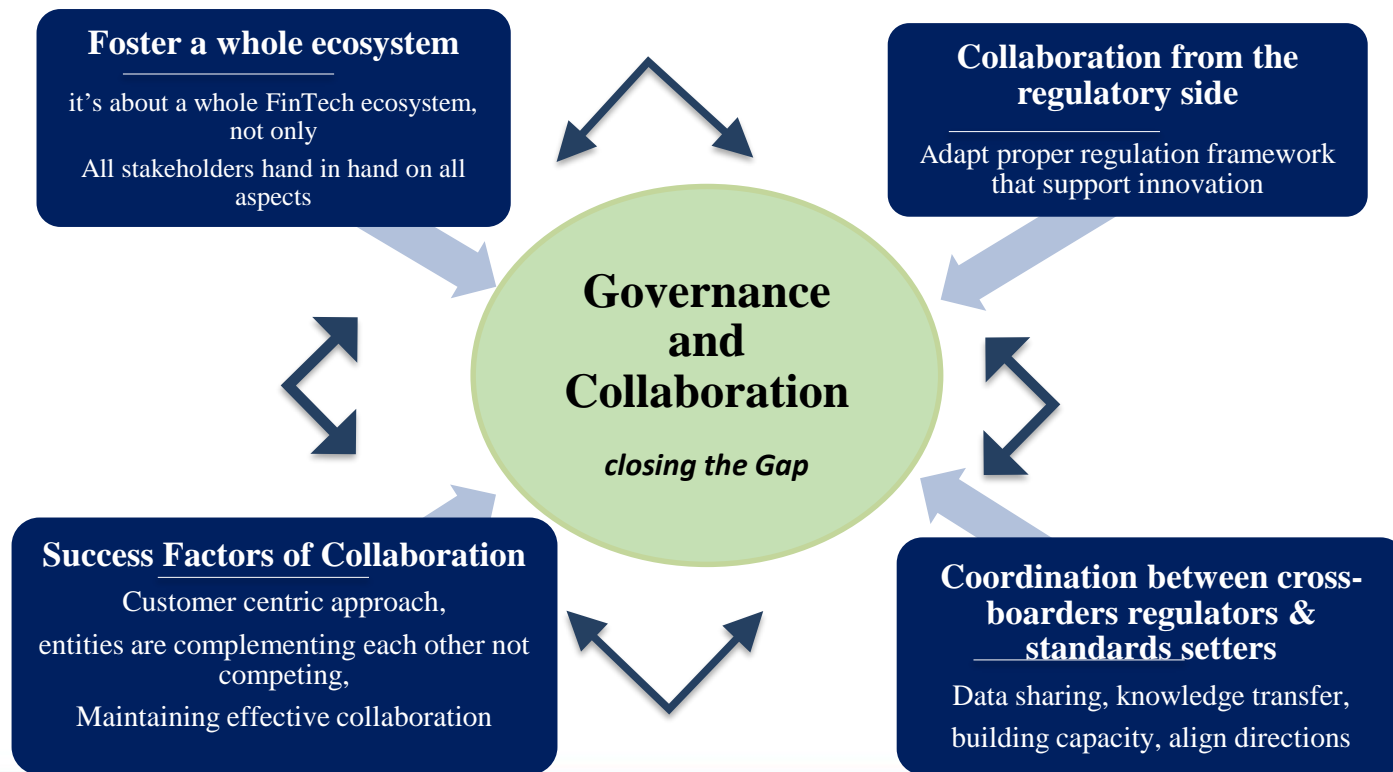 Foster a whole ecosystem
it's about a whole FinTech ecosystem,
not only
All stakeholders hand in hand on all
aspects
Collaboration from the
regulatory side
Adapt proper regulation framework
that support innovation
Governance
and
Collaboration
closing the Gap
Success Factors of Collaboration
Customer centric approach,
entities are complementing each other not
competing,
Maintaining effective collaboration
Coordination between cross-
boarders regulators &
standards setters
Data sharing, knowledge transfer,
building capacity, align directions